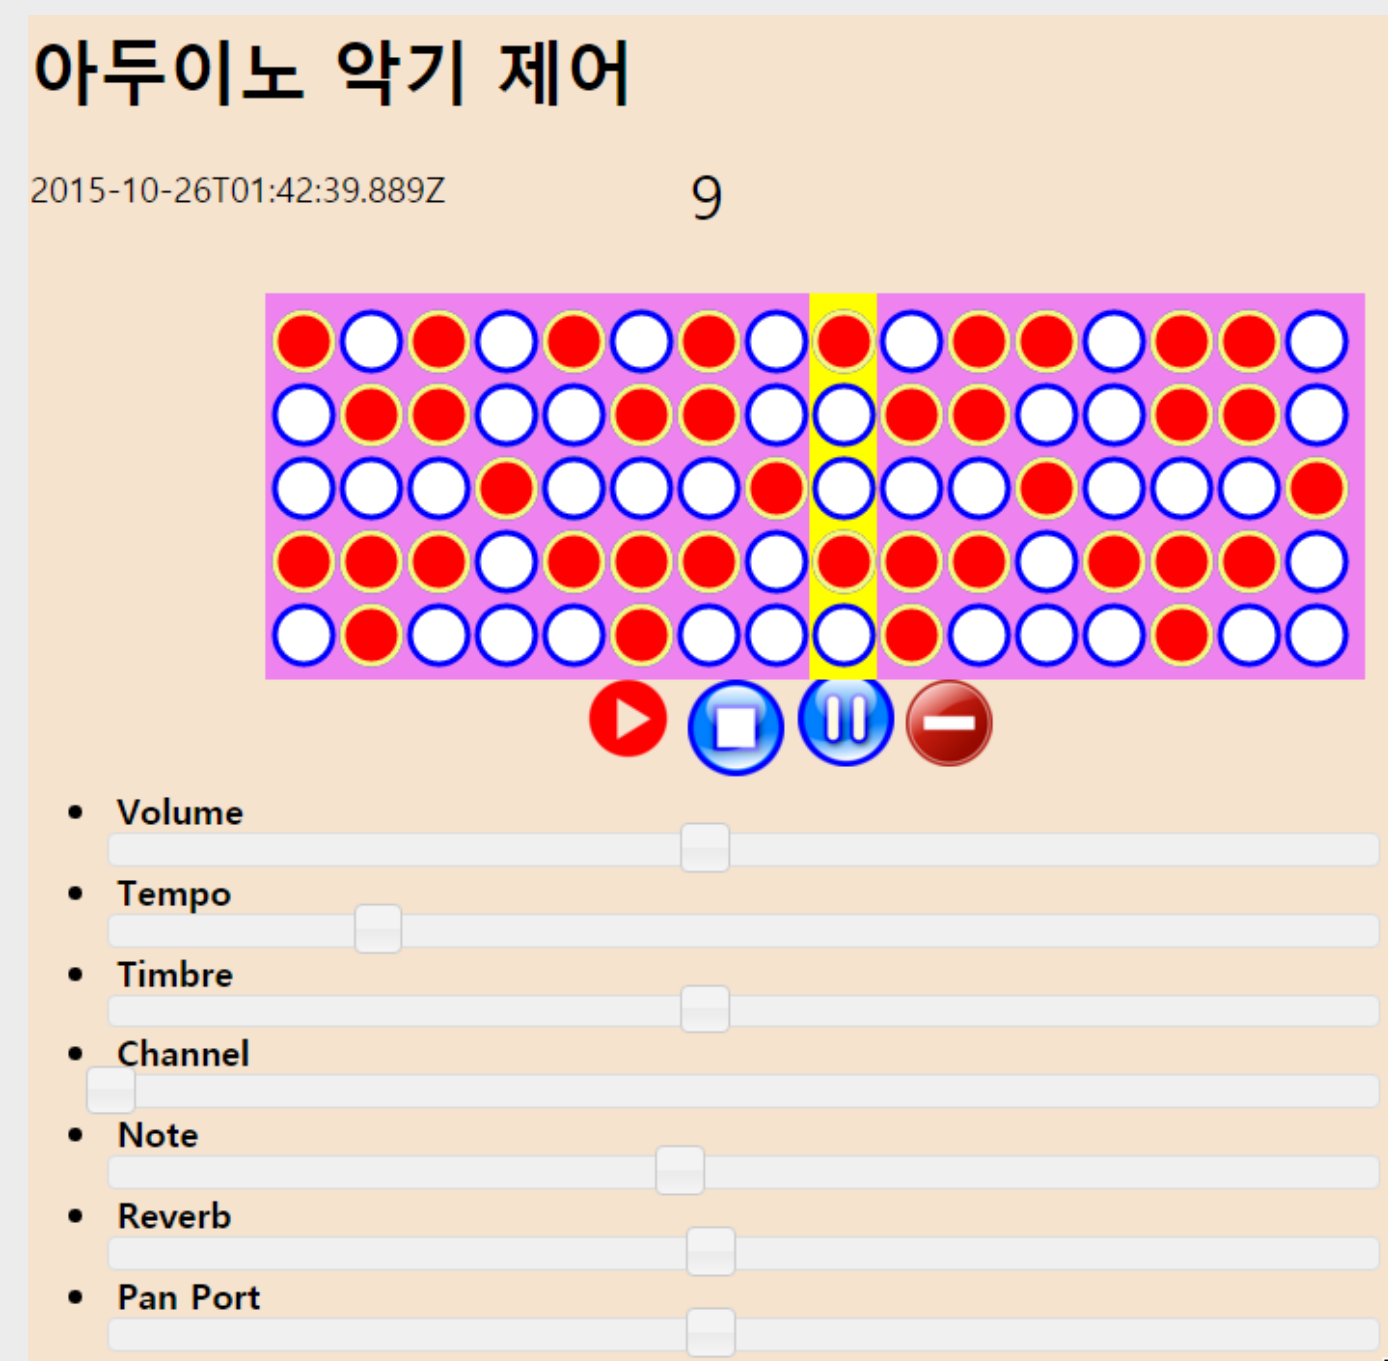 아두이노 악기 제어
2015-10-26T01:42:39.889Z
9
Volume
Tempo
Timbre
Channel
Note
Reverb
Pan Port